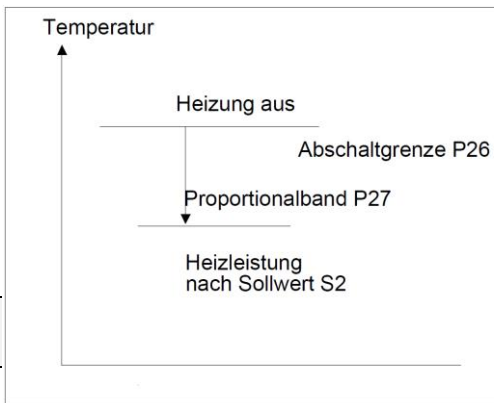 Temperatur
Heizung aus
Abschaltgrenze P26
Proportionalband P27
Heizleistung
nach Sollwert S2